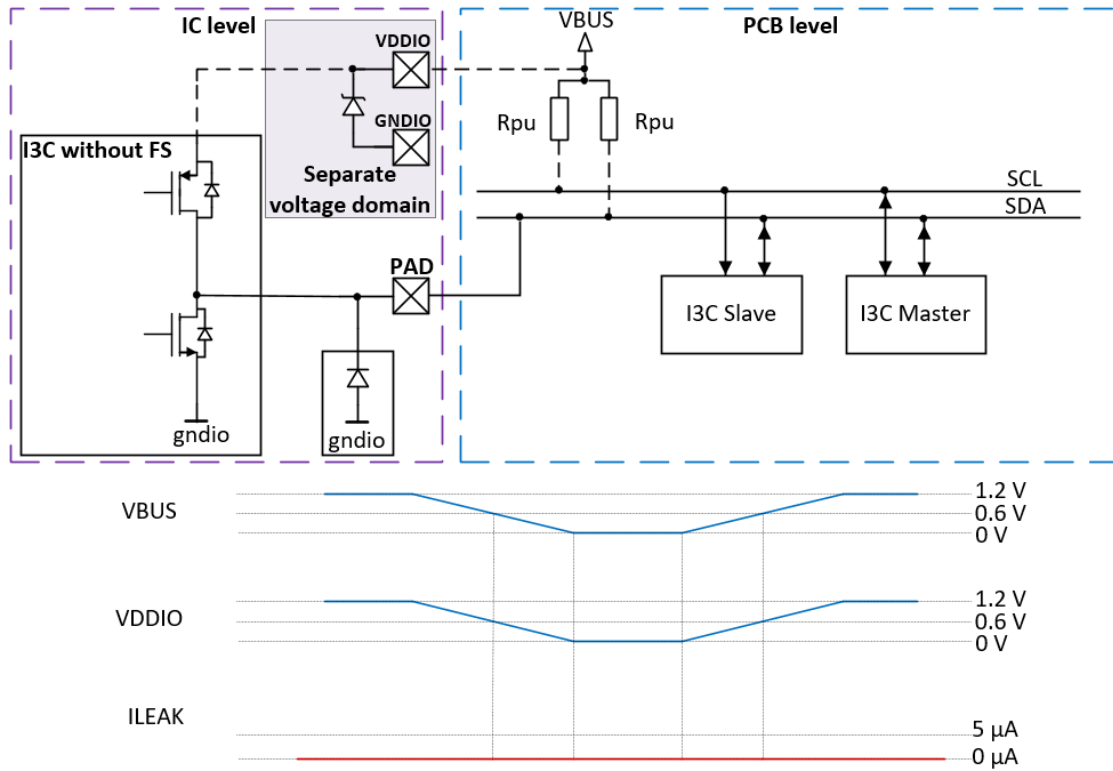 IC level
PCB level
VDDIO
VBUS
GNDIO
Rpu
Rpu
I3C without FS
Separate
voltage domain
SCL
SDA
PAD
I3C Slave
I3C Master
gndio
gndio
VBUS
1.2 V
0.6 V
0 V
VDDIO
1.2 V
0.6 V
0 V
ILEAK
5 µA
0 µA